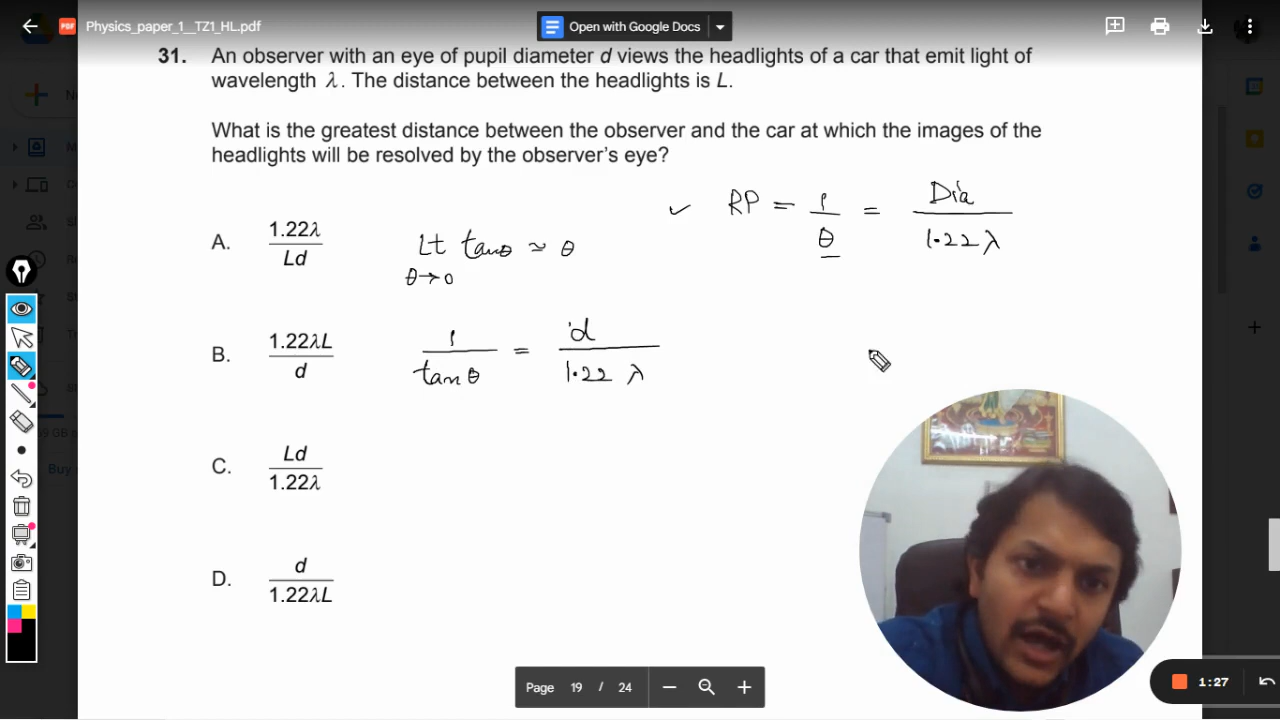 Physics_paper_1__TZ1_HL.pdf
Open with Google Docs
31. An observer with an eye of pupil diameter d views the headlights of a car that emit light of
wavelength λ. The distance between the headlights is L.
What is the greatest distance between the observer and the car at which the images of the
headlights will be resolved by the observer's eye?
✓ RP = 1/θ = Dia/1.22λ
A. 1.22λ/Ld
Lt tanθ ≈ θ
θ→0
B. 1.22λL/d
1/tanθ = d/1.22 λ
C. Ld/1.22λ
D. d/1.22λL
Page 19 / 24
1:27